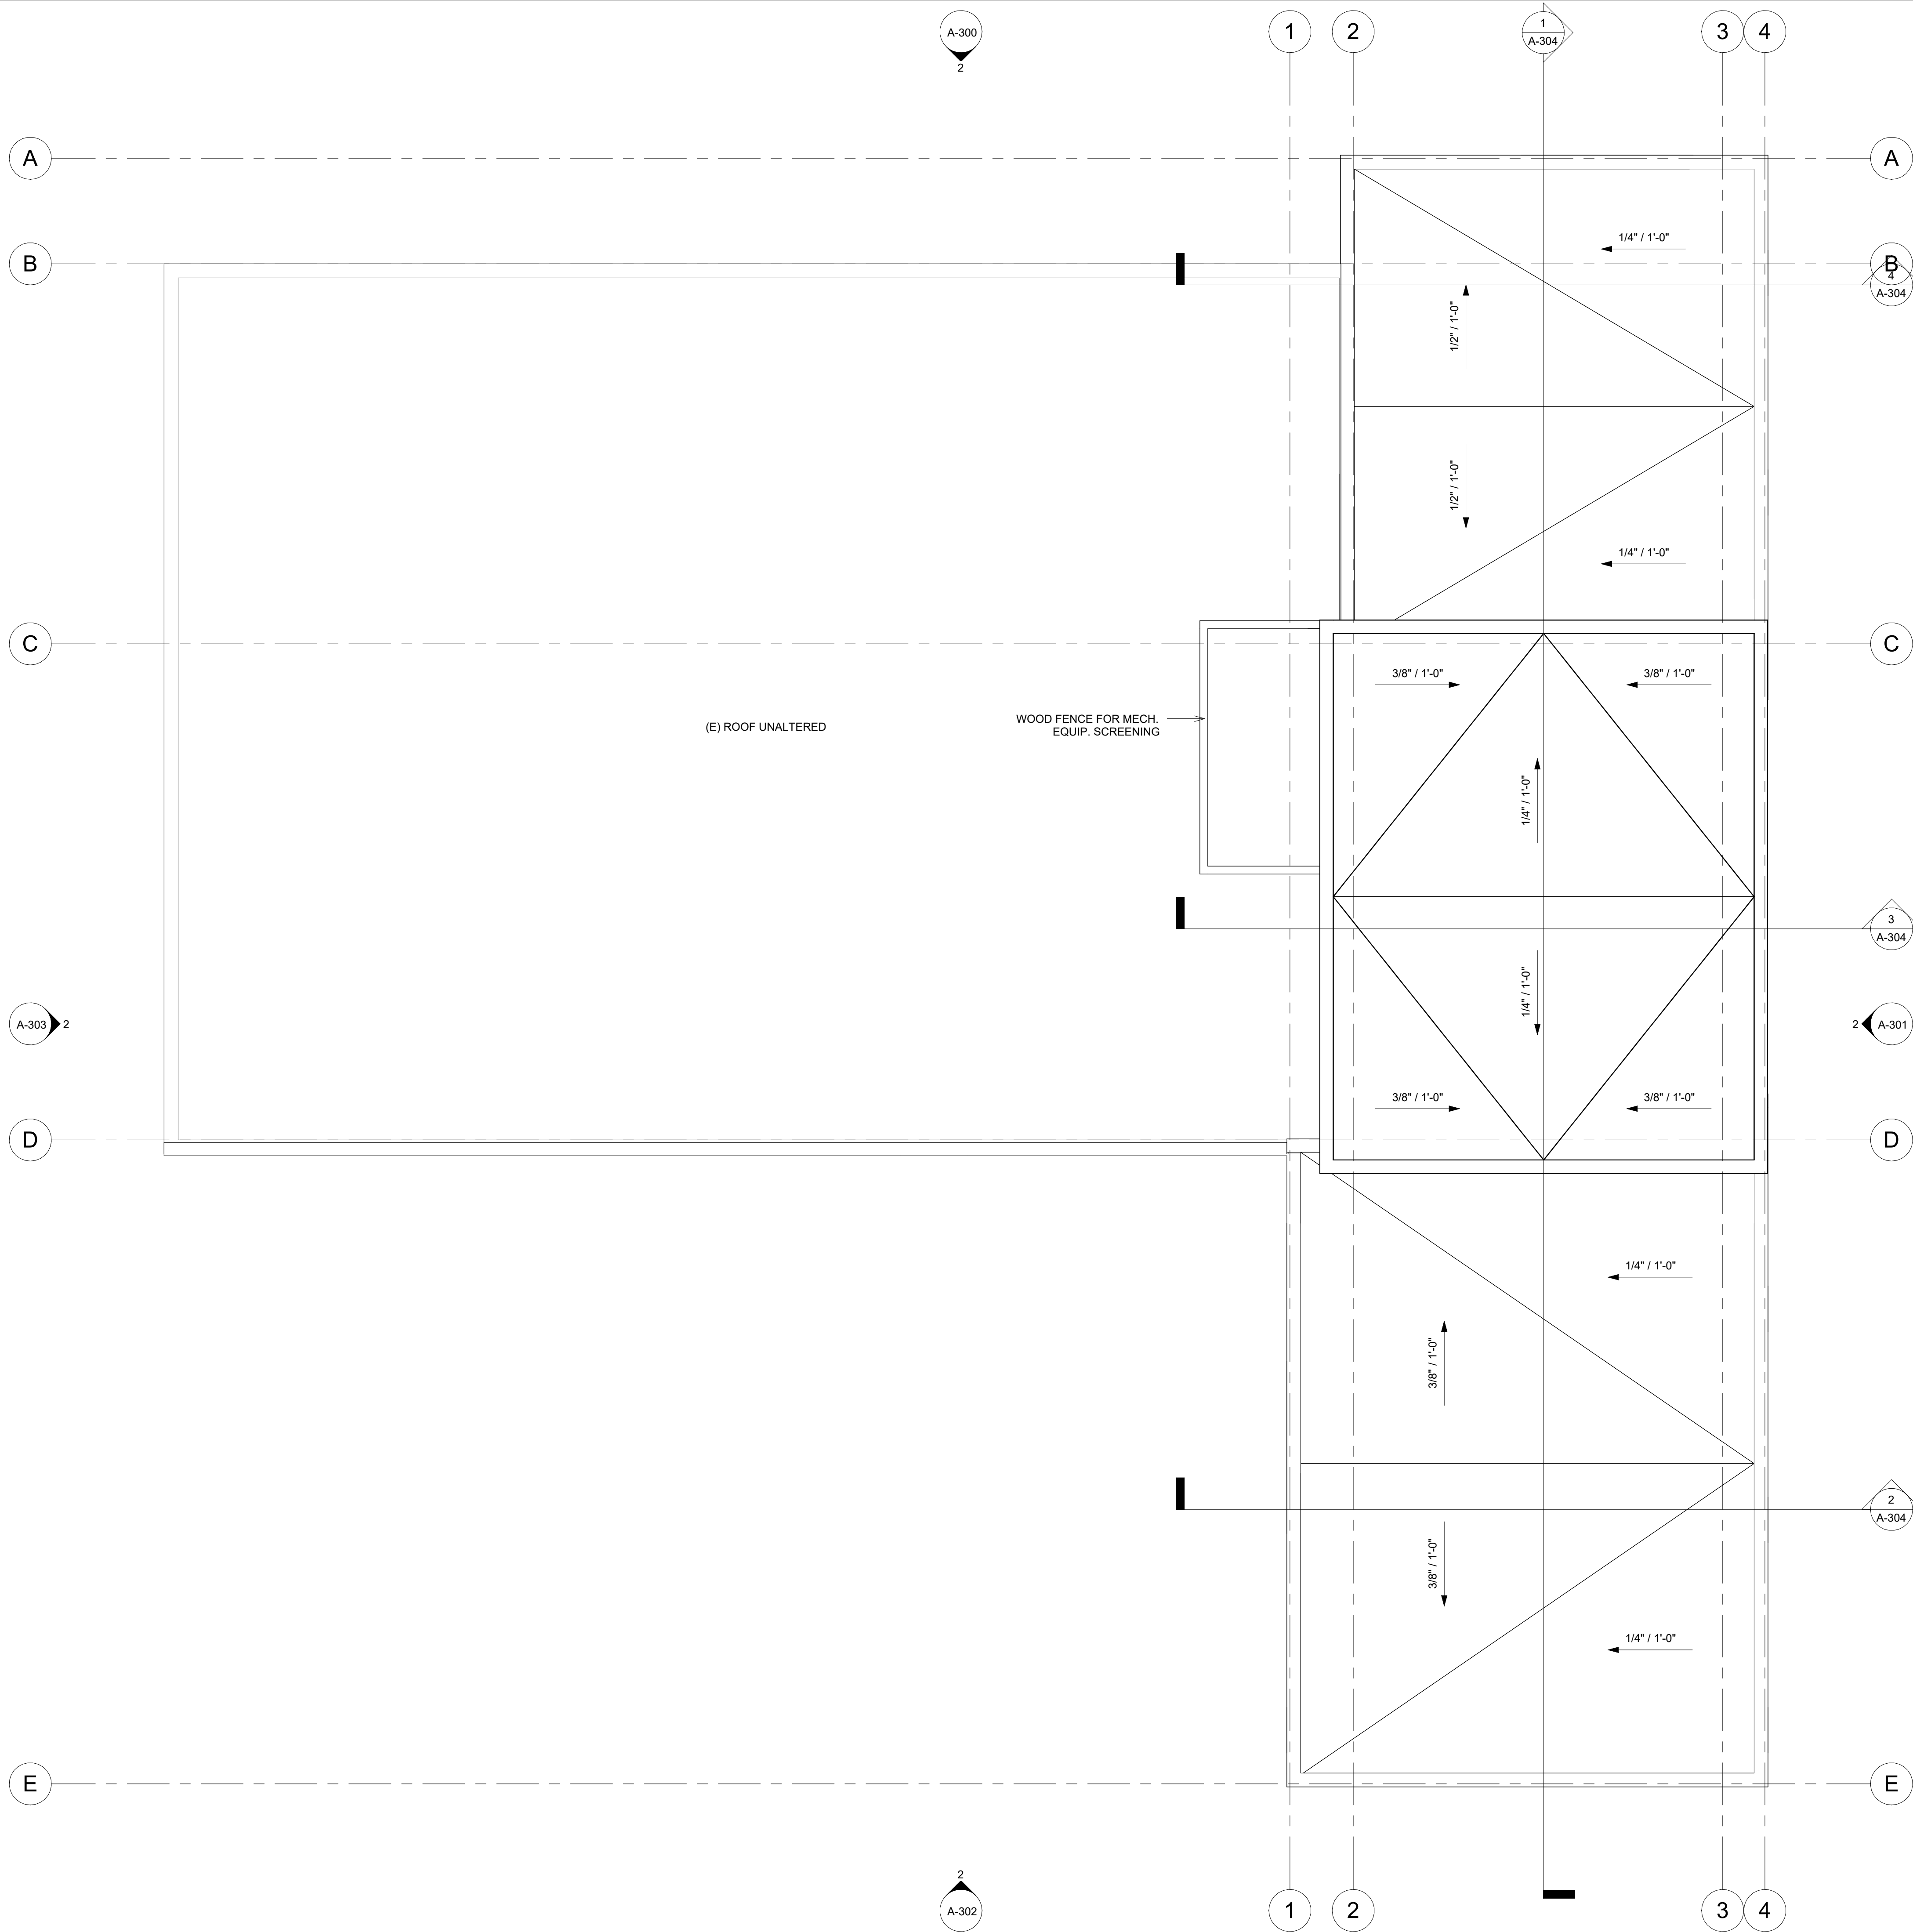 A-300
2
1
2
1
A-304
3
4
A
A
1/4" / 1'-0"
B
B
4
A-304
1/2" / 1'-0"
1/2" / 1'-0"
1/4" / 1'-0"
C
C
3/8" / 1'-0"
3/8" / 1'-0"
(E) ROOF UNALTERED
WOOD FENCE FOR MECH.
EQUIP. SCREENING
1/4" / 1'-0"
3
A-304
1/4" / 1'-0"
A-303
2
2
A-301
3/8" / 1'-0"
3/8" / 1'-0"
D
D
1/4" / 1'-0"
3/8" / 1'-0"
2
A-304
3/8" / 1'-0"
1/4" / 1'-0"
E
E
2
A-302
1
2
3
4